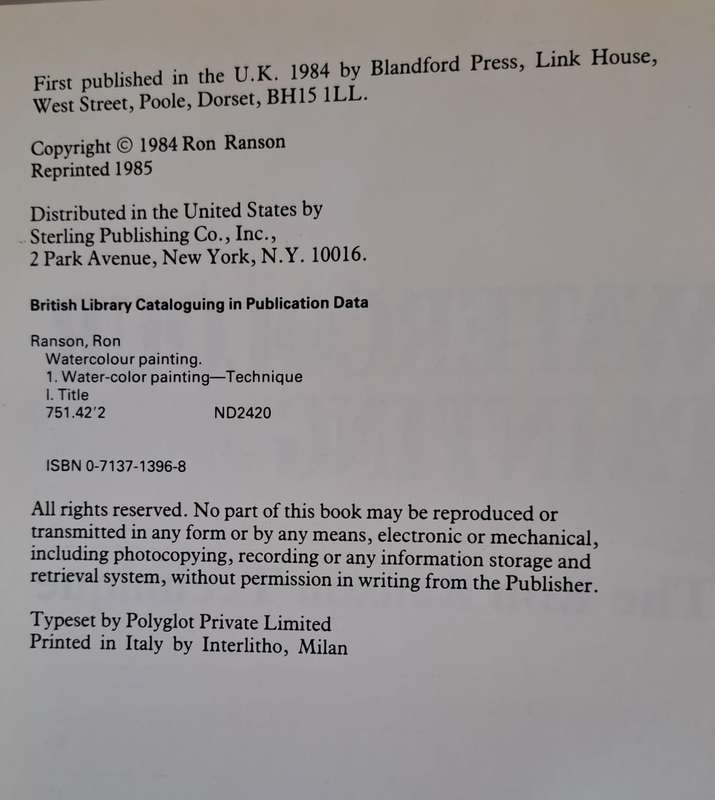 First published in the U.K. 1984 by Blandford Press, Link House,
West Street, Poole, Dorset, BH15 1LL.
Copyright © 1984 Ron Ranson
Reprinted 1985
Distributed in the United States by
Sterling Publishing Co., Inc.,
2 Park Avenue, New York, N.Y. 10016.
British Library Cataloguing in Publication Data
Ranson, Ron
Watercolour painting.
1. Water-color painting—Technique
I. Title
751.42'2 ND2420
ISBN 0-7137-1396-8
All rights reserved. No part of this book may be reproduced or
transmitted in any form or by any means, electronic or mechanical,
including photocopying, recording or any information storage and
retrieval system, without permission in writing from the Publisher.
Typeset by Polyglot Private Limited
Printed in Italy by Interlitho, Milan